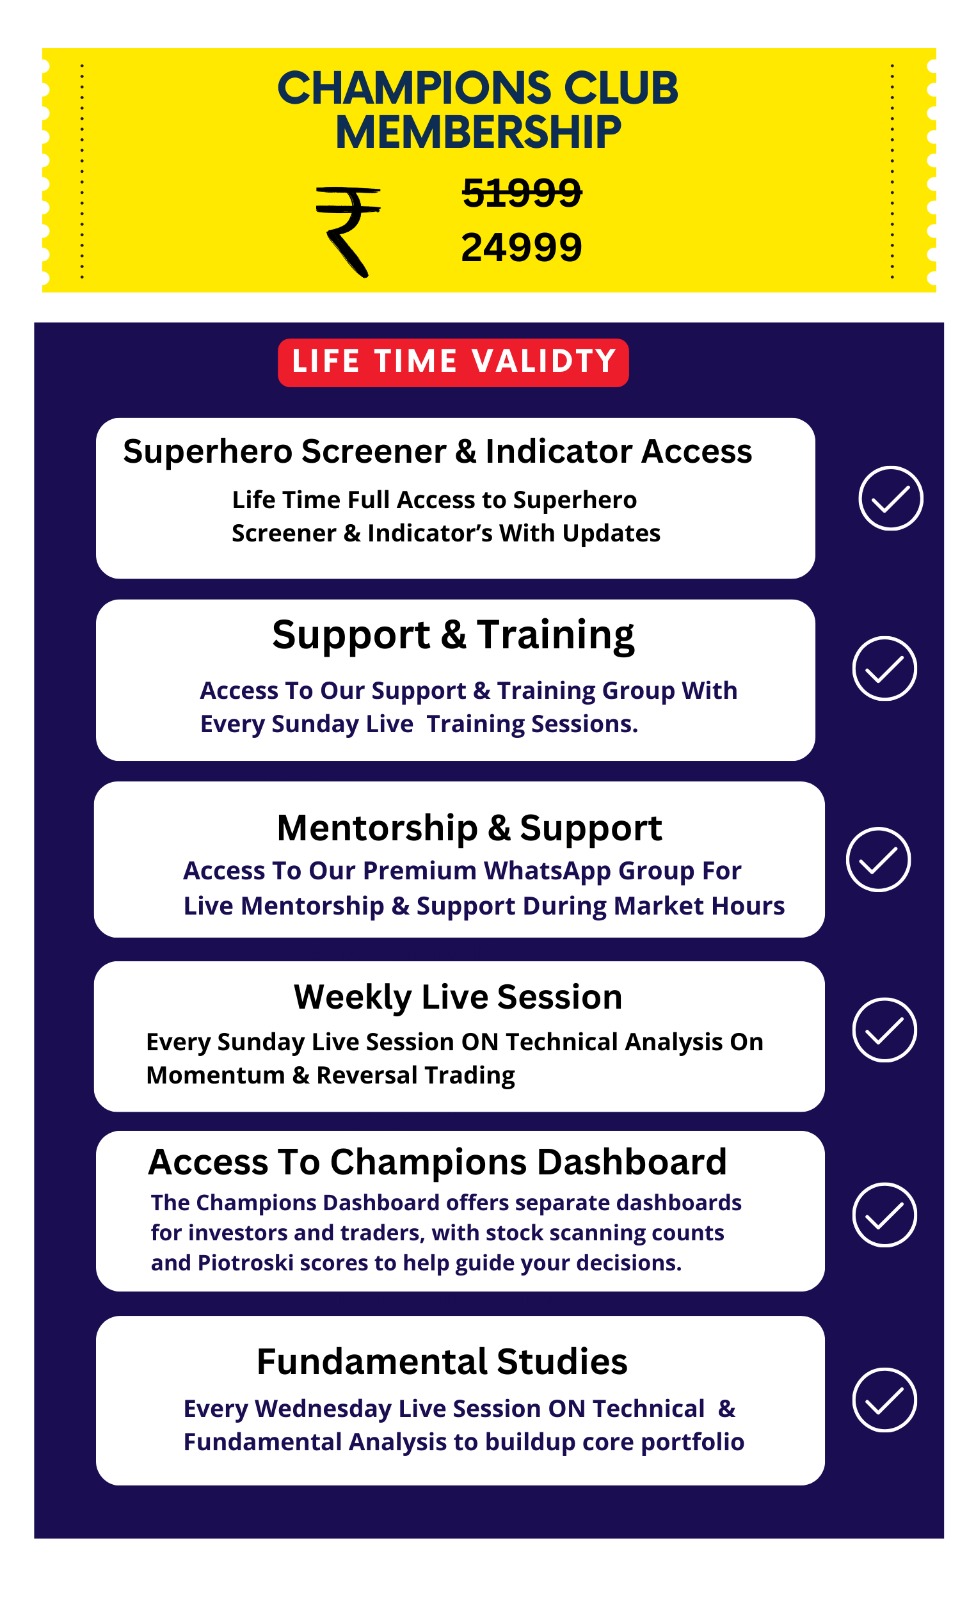 CHAMPIONS CLUB
MEMBERSHIP
₹
51999
24999
LIFE TIME VALIDTY
Superhero Screener & Indicator Access
Life Time Full Access to Superhero
Screener & Indicator’s With Updates
Support & Training
Access To Our Support & Training Group With
Every Sunday Live Training Sessions.
Mentorship & Support
Access To Our Premium WhatsApp Group For
Live Mentorship & Support During Market Hours
Weekly Live Session
Every Sunday Live Session ON Technical Analysis On
Momentum & Reversal Trading
Access To Champions Dashboard
The Champions Dashboard offers separate dashboards
for investors and traders, with stock scanning counts
and Piotroski scores to help guide your decisions.
Fundamental Studies
Every Wednesday Live Session ON Technical &
Fundamental Analysis to buildup core portfolio